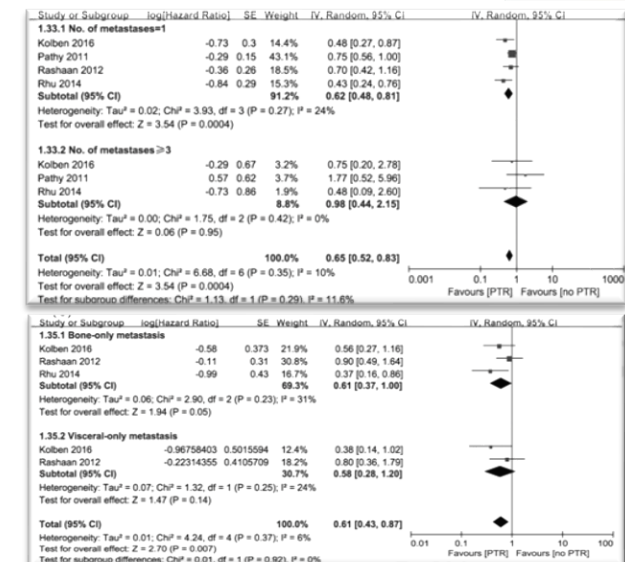 Study or Subgroup log[Hazard Ratio] SE Weight IV, Random, 95% CI IV, Random, 95% CI
1.33.1 No. of metastases=1
Kolben 2016 -0.73 0.3 14.4% 0.48 [0.27, 0.87]
Pathy 2011 -0.29 0.15 43.1% 0.75 [0.56, 1.00]
Rashaan 2012 -0.36 0.26 18.5% 0.70 [0.42, 1.16]
Rhu 2014 -0.84 0.29 15.3% 0.43 [0.24, 0.76]
Subtotal (95% CI) 91.2% 0.62 [0.48, 0.81]
Heterogeneity: Tau² = 0.02; Chi² = 3.93, df = 3 (P = 0.27); I² = 24%
Test for overall effect: Z = 3.54 (P = 0.0004)
1.33.2 No. of metastases≥3
Kolben 2016 -0.29 0.67 3.2% 0.75 [0.20, 2.78]
Pathy 2011 0.57 0.62 3.7% 1.77 [0.52, 5.96]
Rhu 2014 -0.73 0.86 1.9% 0.48 [0.09, 2.60]
Subtotal (95% CI) 8.8% 0.98 [0.44, 2.15]
Heterogeneity: Tau² = 0.00; Chi² = 1.75, df = 2 (P = 0.42); I² = 0%
Test for overall effect: Z = 0.06 (P = 0.95)
Total (95% CI) 100.0% 0.65 [0.52, 0.83]
Heterogeneity: Tau² = 0.01; Chi² = 6.68, df = 6 (P = 0.35); I² = 10%
0.001 0.1 1 10 1000
Test for overall effect: Z = 3.54 (P = 0.0004)
Favours [PTR] Favours [no PTR]
Test for subgroup differences: Chi² = 1.13, df = 1 (P = 0.29), I² = 11.6%
Study or Subgroup log[Hazard Ratio] SE Weight IV, Random, 95% CI IV, Random, 95% CI
1.35.1 Bone-only metastasis
Kolben 2016 -0.58 0.373 21.9% 0.56 [0.27, 1.16]
Rashaan 2012 -0.11 0.31 30.8% 0.90 [0.49, 1.64]
Rhu 2014 -0.99 0.43 16.7% 0.37 [0.16, 0.86]
Subtotal (95% CI) 69.3% 0.61 [0.37, 1.00]
Heterogeneity: Tau² = 0.06; Chi² = 2.90, df = 2 (P = 0.23); I² = 31%
Test for overall effect: Z = 1.94 (P = 0.05)
1.35.2 Visceral-only metastasis
Kolben 2016 -0.96758403 0.5015594 12.4% 0.38 [0.14, 1.02]
Rashaan 2012 -0.22314355 0.4105709 18.2% 0.80 [0.36, 1.79]
Subtotal (95% CI) 30.7% 0.58 [0.28, 1.20]
Heterogeneity: Tau² = 0.07; Chi² = 1.32, df = 1 (P = 0.25); I² = 24%
Test for overall effect: Z = 1.47 (P = 0.14)
Total (95% CI) 100.0% 0.61 [0.43, 0.87]
Heterogeneity: Tau² = 0.01; Chi² = 4.24, df = 4 (P = 0.37); I² = 6%
0.01 0.1 1 10 100
Test for overall effect: Z = 2.70 (P = 0.007)
Favours [PTR] Favours [no PTR]
Test for subgroup differences: Chi² = 0.01, df = 1 (P = 0.92), I² = 0%